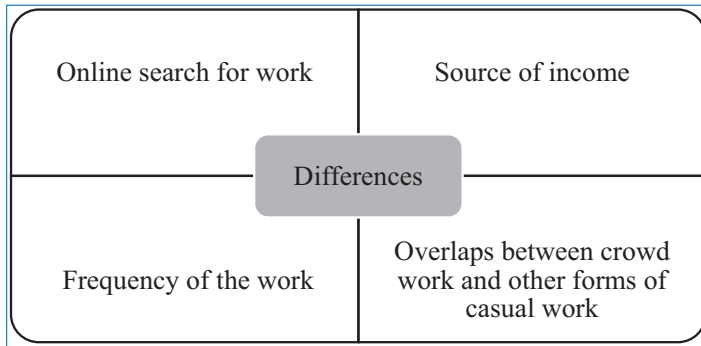 Online search for work
Source of income
Differences
Frequency of the work
Overlaps between crowd
work and other forms of
casual work